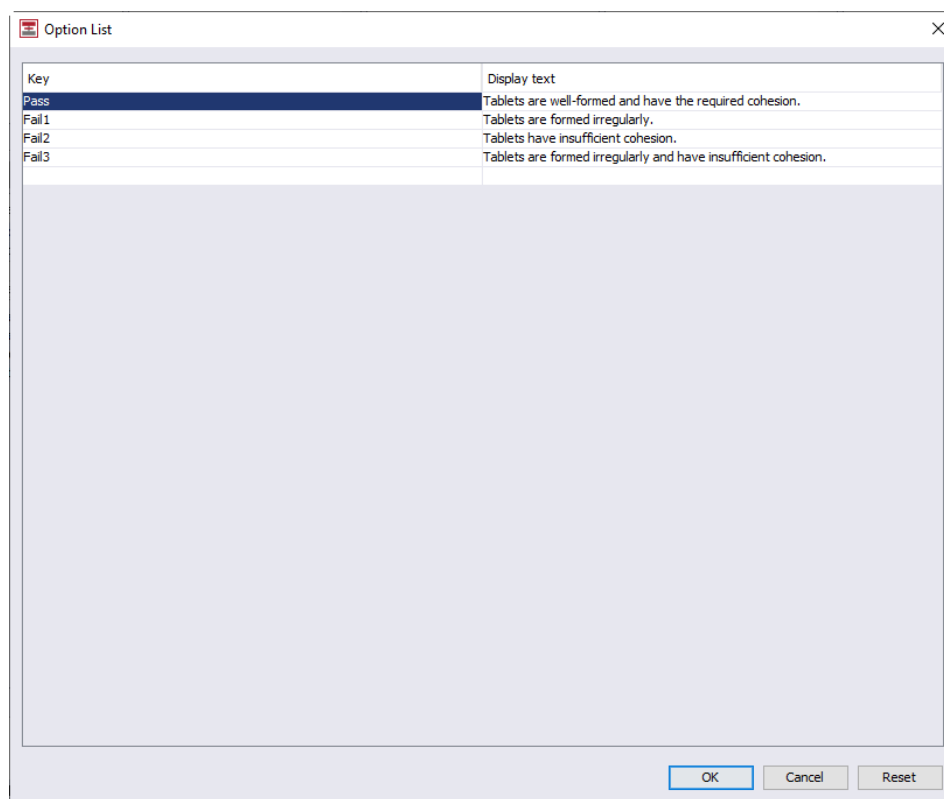 Option List
Key Display text
Pass Tablets are well-formed and have the required cohesion.
Fail1 Tablets are formed irregularly.
Fail2 Tablets have insufficient cohesion.
Fail3 Tablets are formed irregularly and have insufficient cohesion.
OK Cancel Reset